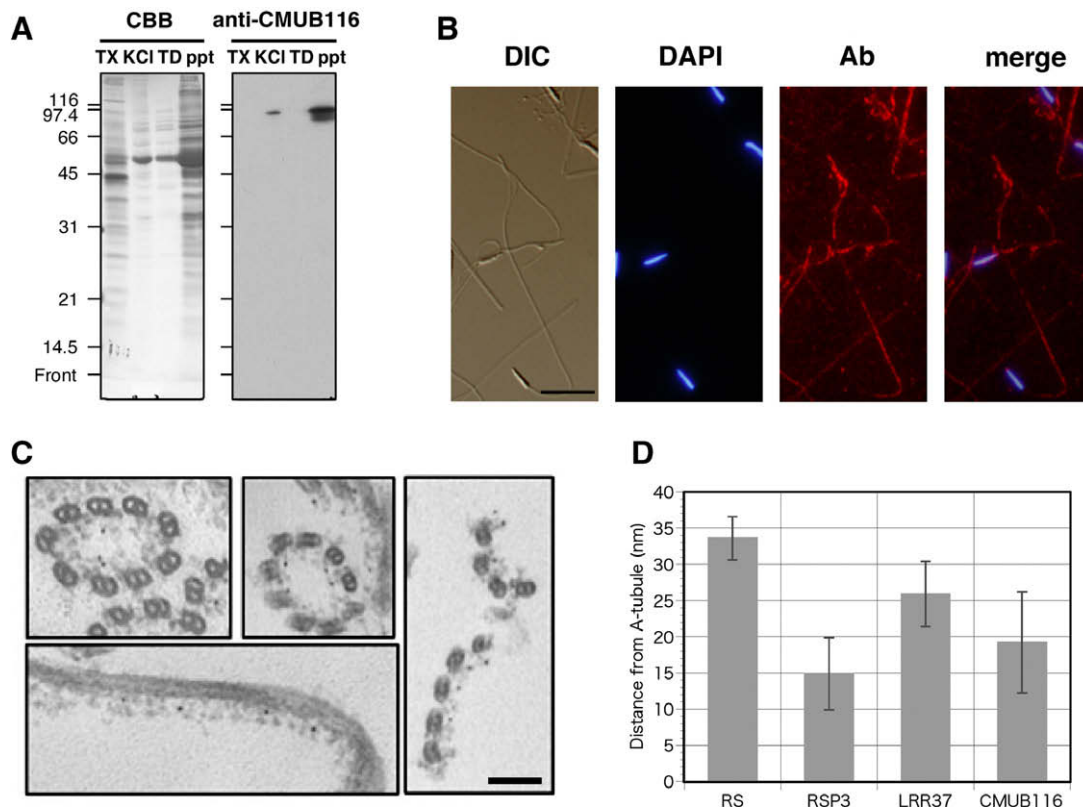 A
CBB
anti-CMUB116
TX KCl TD ppt
TX KCl TD ppt
116
97.4
66
45
31
21
14.5
Front
B
DIC
DAPI
Ab
merge
C
D
Distance from A-tubule (nm)
40
35
30
25
20
15
10
5
0
RS
RSP3
LRR37
CMUB116